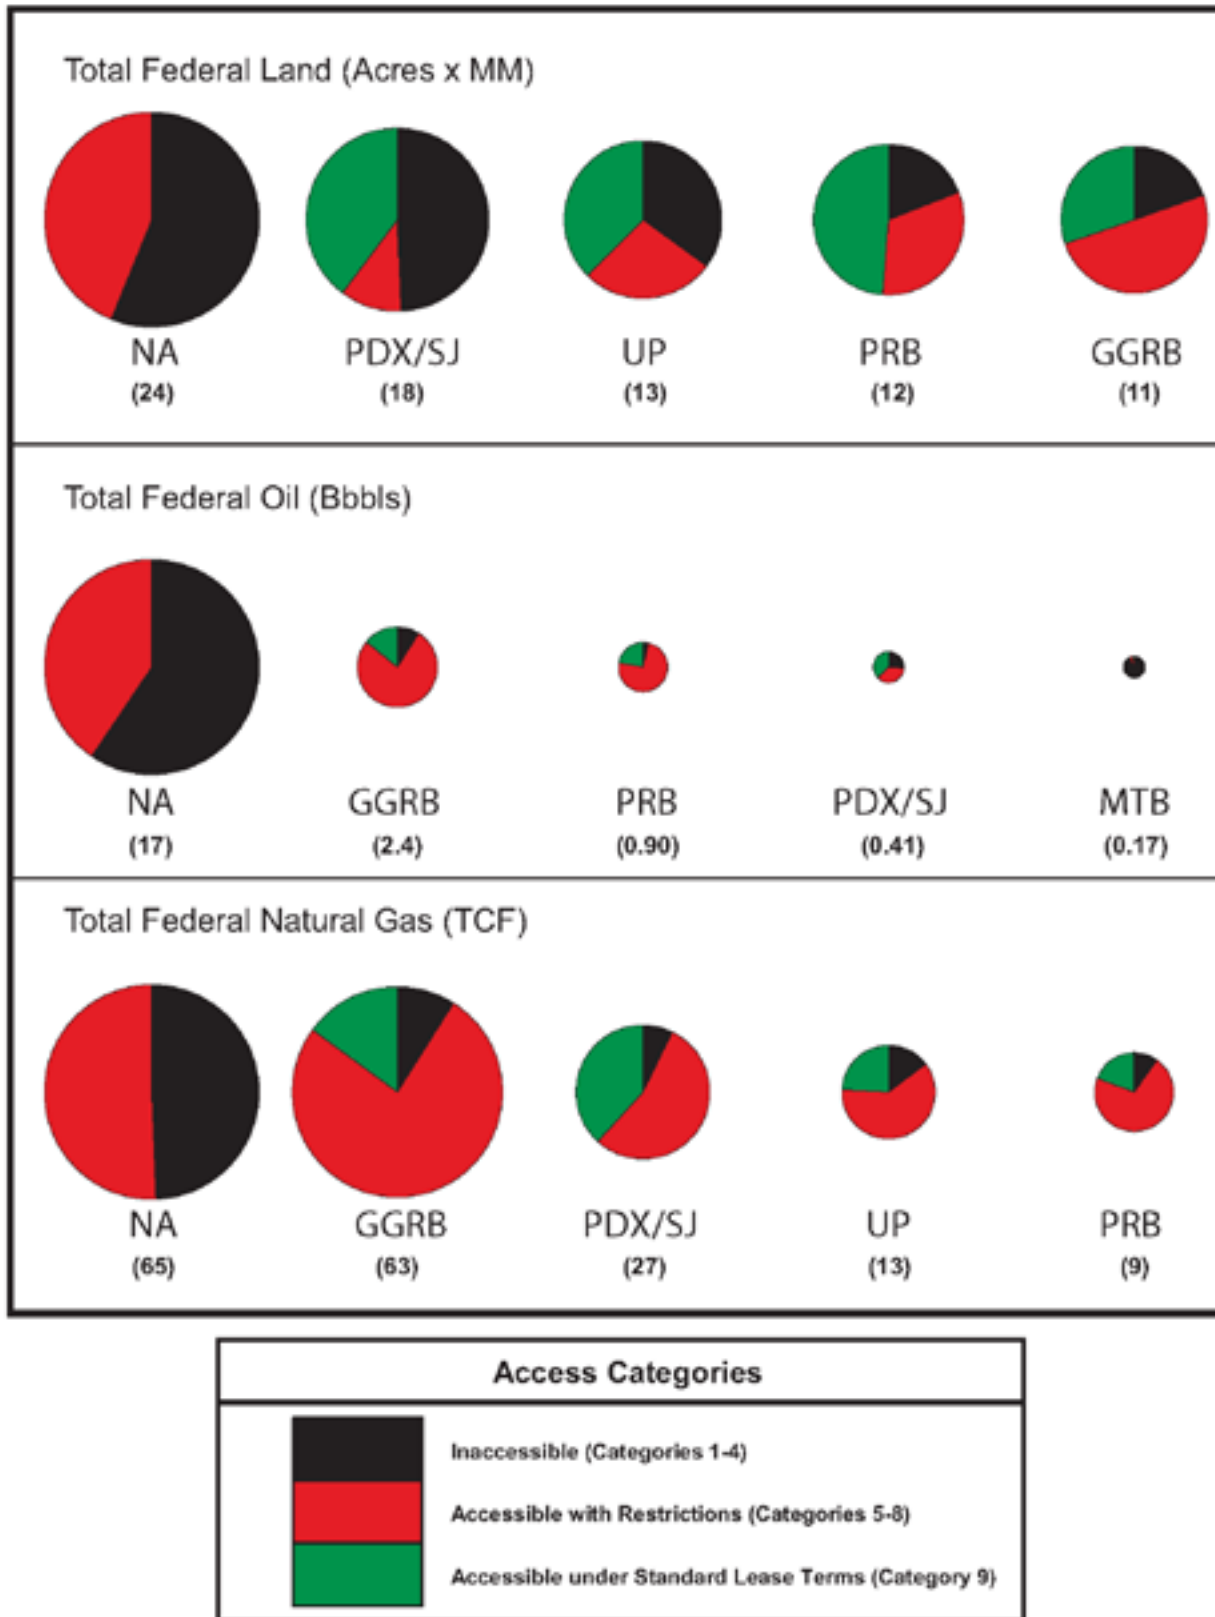 Total Federal Land (Acres x MM)
NA PDX/SJ UP PRB GGRB
(24) (18) (13) (12) (11)
Total Federal Oil (Bbbls)
NA GGRB PRB PDX/SJ MTB
(17) (2.4) (0.90) (0.41) (0.17)
Total Federal Natural Gas (TCF)
NA GGRB PDX/SJ UP PRB
(65) (63) (27) (13) (9)
Access Categories
Inaccessible (Categories 1-4)
Accessible with Restrictions (Categories 5-8)
Accessible under Standard Lease Terms (Category 9)